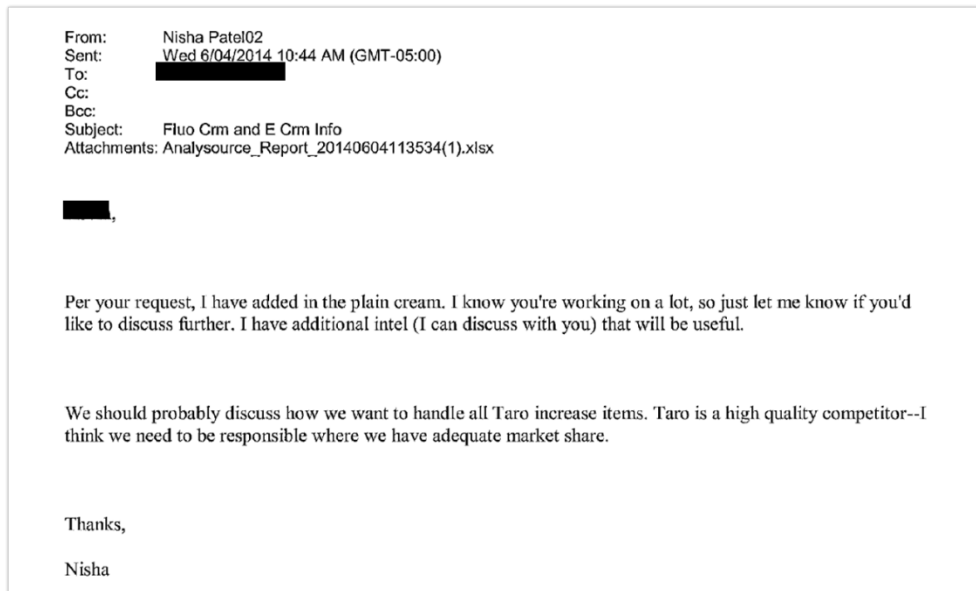 From: Nisha Patel02
Sent: Wed 6/04/2014 10:44 AM (GMT-05:00)
To:
Cc:
Bcc:
Subject: Fluo Crm and E Crm Info
Attachments: Analysource_Report_20140604113534(1).xlsx
,
Per your request, I have added in the plain cream. I know you're working on a lot, so just let me know if you'd
like to discuss further. I have additional intel (I can discuss with you) that will be useful.
We should probably discuss how we want to handle all Taro increase items. Taro is a high quality competitor--I
think we need to be responsible where we have adequate market share.
Thanks,
Nisha